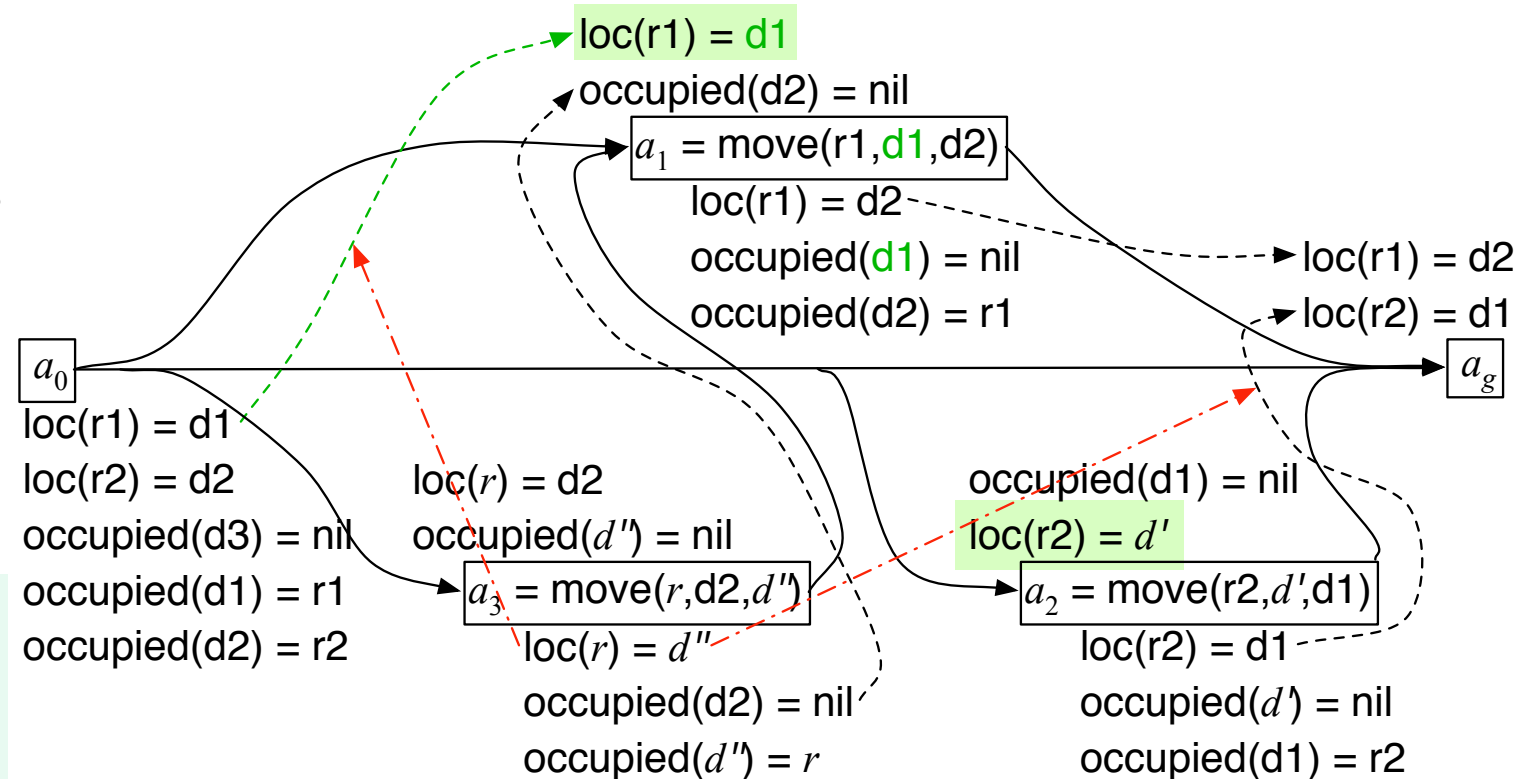 loc(r1) = d1
occupied(d2) = nil
a₁ = move(r1,d1,d2)
loc(r1) = d2
occupied(d1) = nil
occupied(d2) = r1
loc(r1) = d2
loc(r2) = d1
a₀
a_g
loc(r1) = d1
loc(r2) = d2
occupied(d3) = nil
occupied(d1) = r1
occupied(d2) = r2
loc(r) = d2
occupied(d″) = nil
a₃ = move(r,d2,d″)
loc(r) = d″
occupied(d2) = nil
occupied(d″) = r
occupied(d1) = nil
loc(r2) = d′
a₂ = move(r2,d′,d1)
loc(r2) = d1
occupied(d′) = nil
occupied(d1) = r2